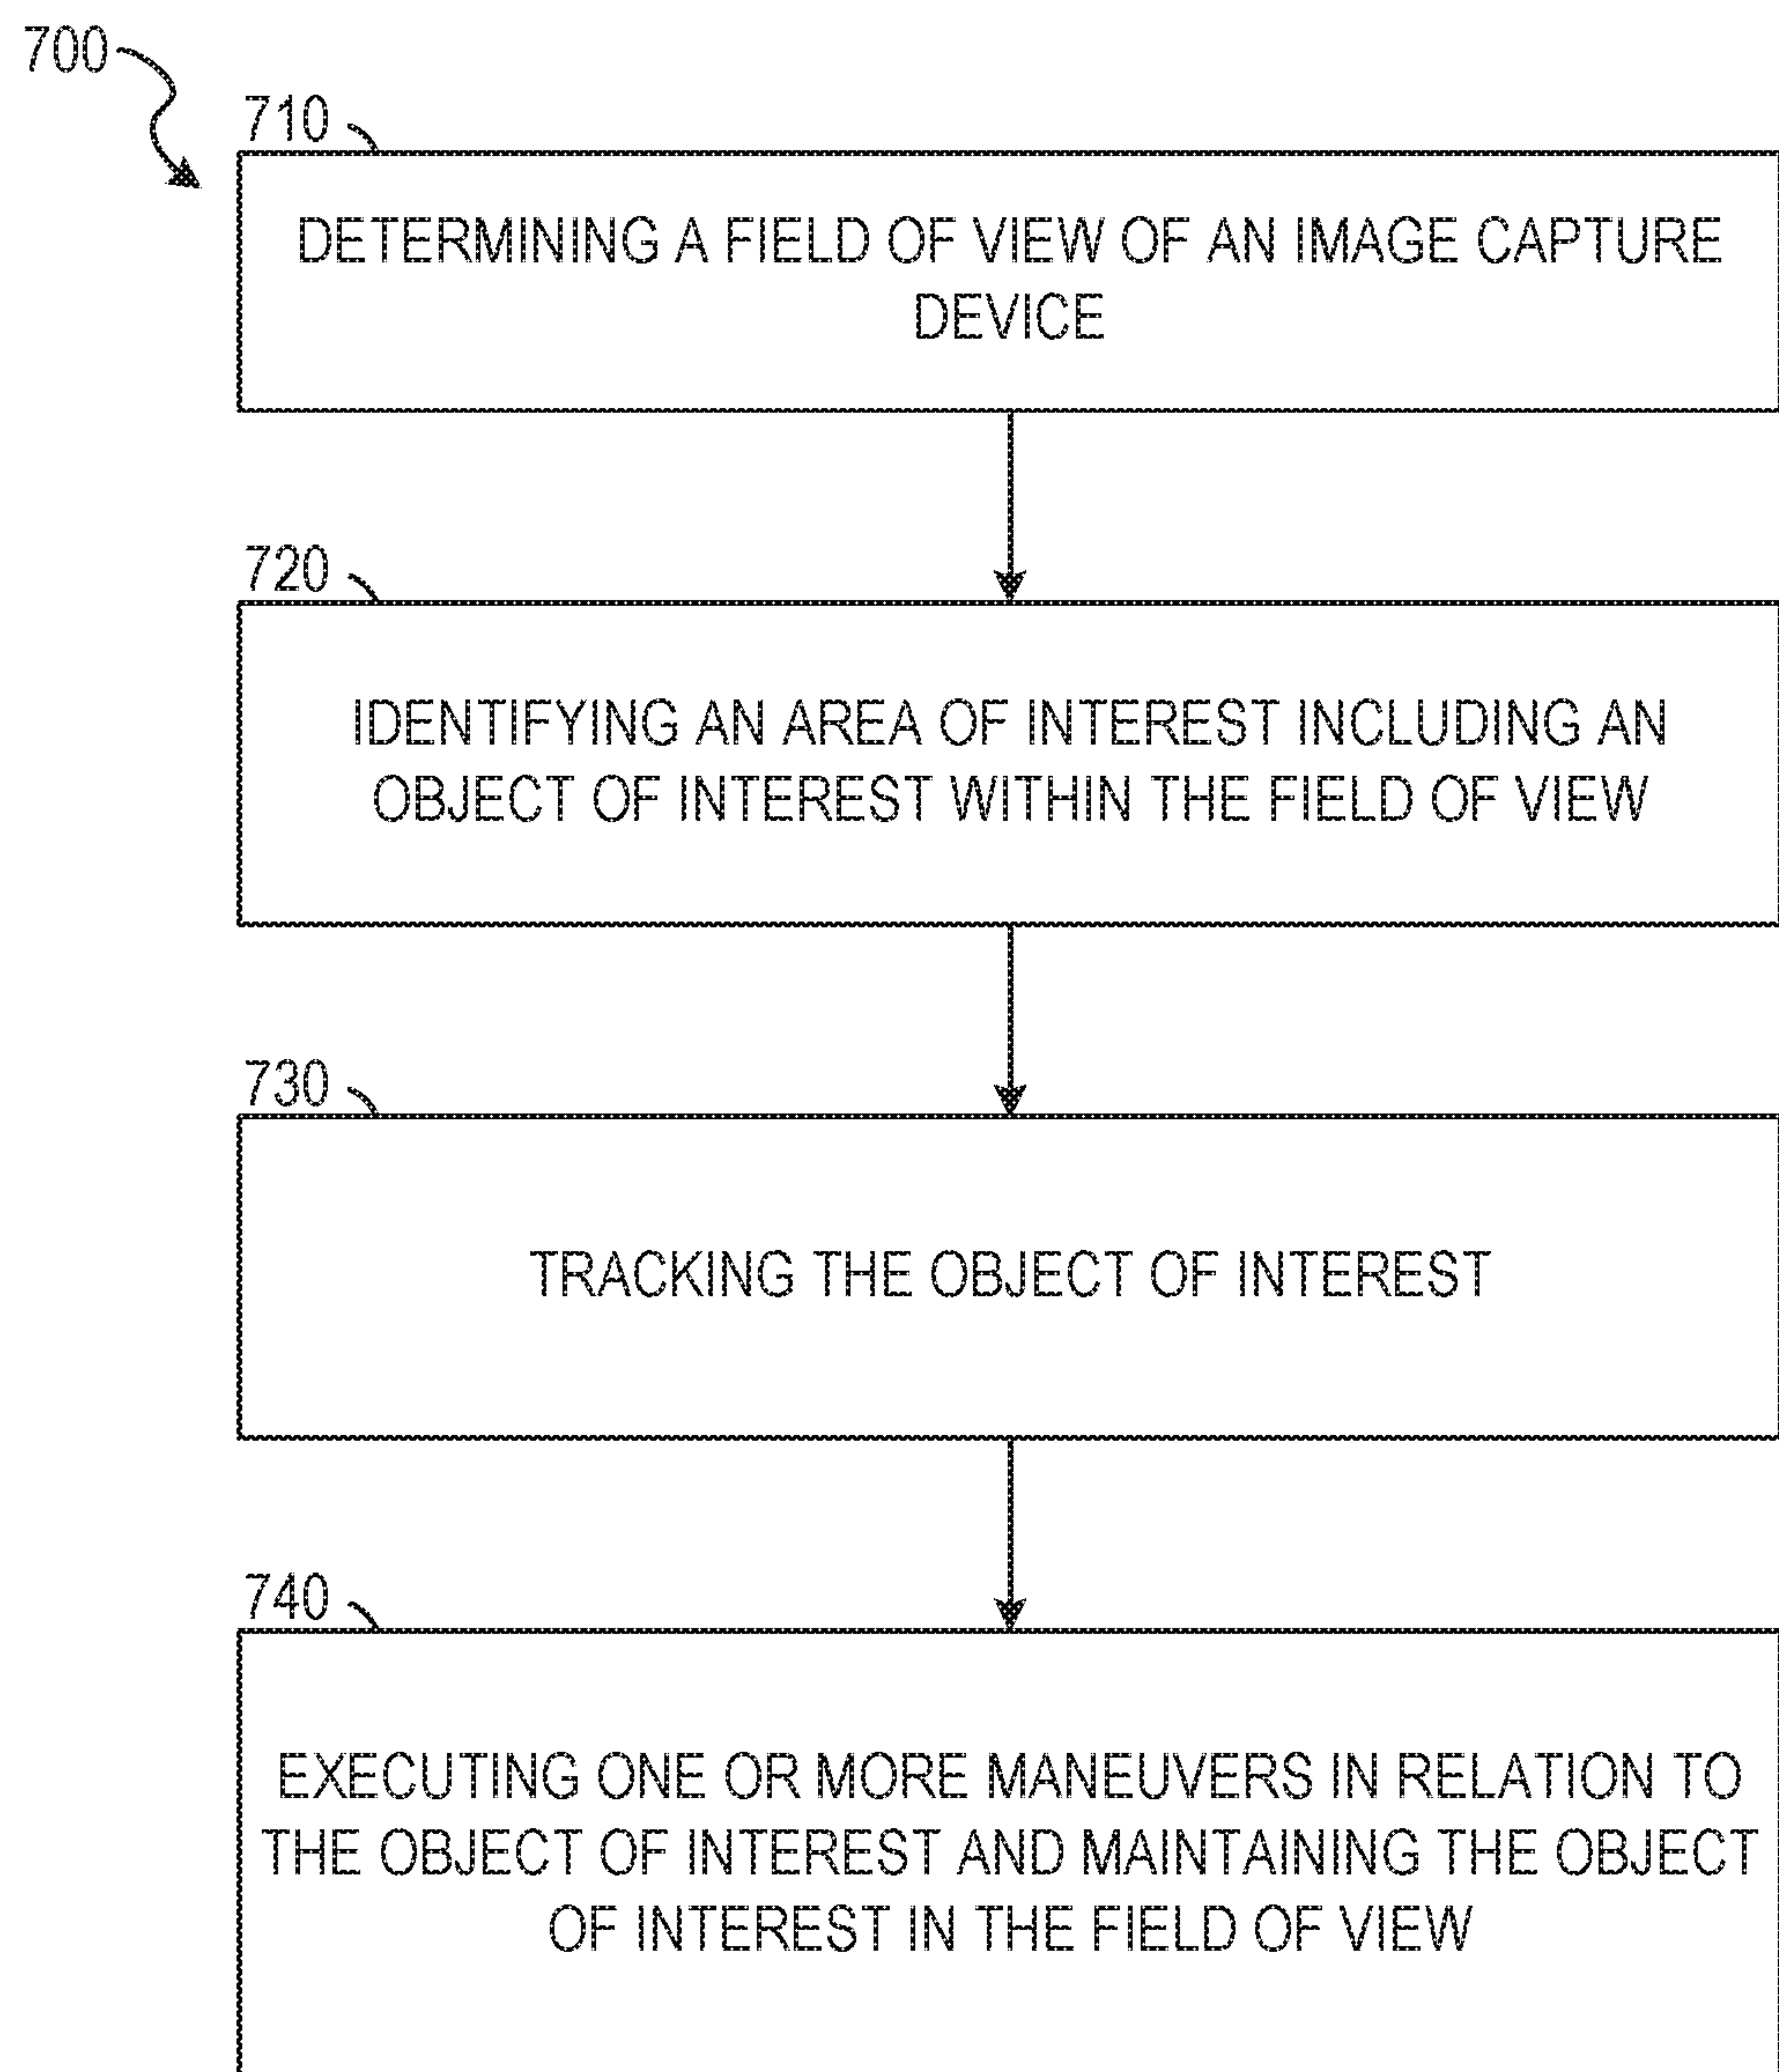 700
710
DETERMINING A FIELD OF VIEW OF AN IMAGE CAPTURE
DEVICE
720
IDENTIFYING AN AREA OF INTEREST INCLUDING AN
OBJECT OF INTEREST WITHIN THE FIELD OF VIEW
730
TRACKING THE OBJECT OF INTEREST
740
EXECUTING ONE OR MORE MANEUVERS IN RELATION TO
THE OBJECT OF INTEREST AND MAINTAINING THE OBJECT
OF INTEREST IN THE FIELD OF VIEW